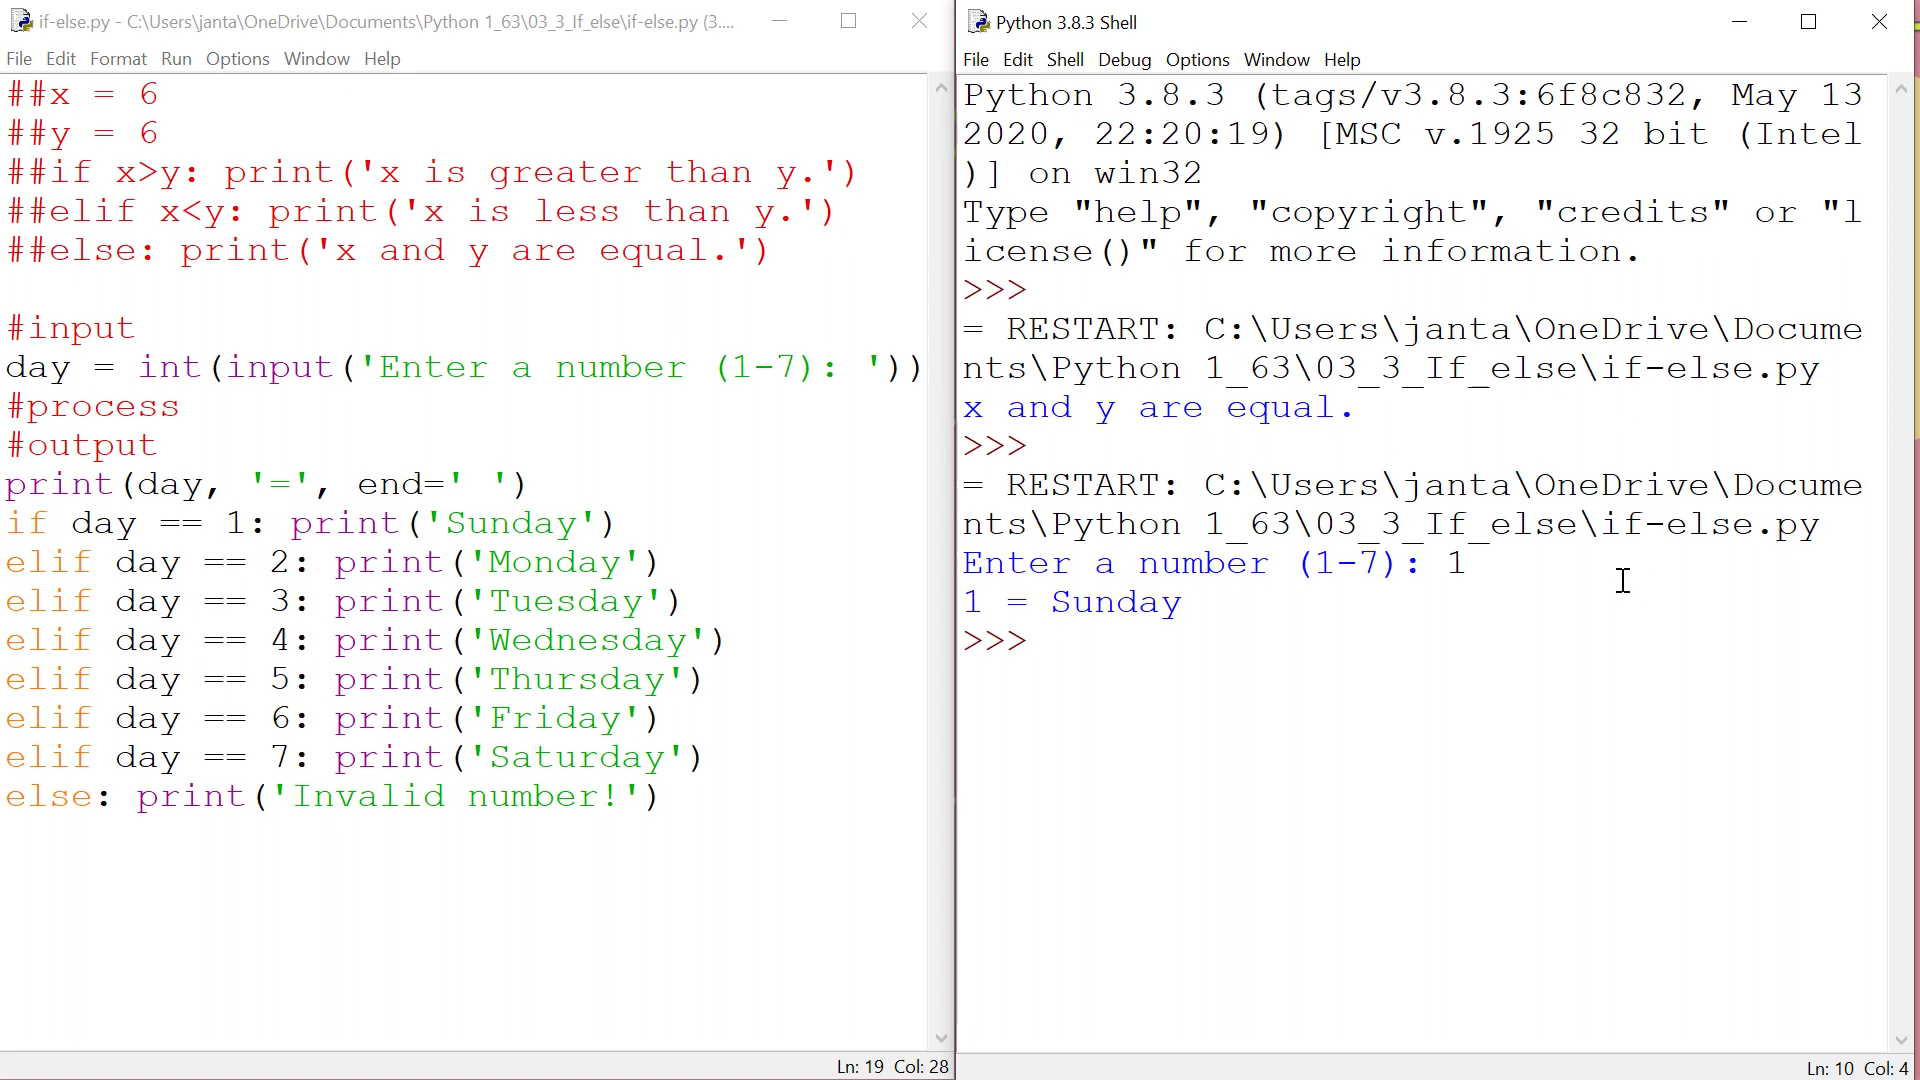 if-else.py - C:\Users\janta\OneDrive\Documents\Python 1_63\03_3_If_else\if-else.py (3....
File Edit Format Run Options Window Help
##x = 6
##y = 6
##if x>y: print('x is greater than y.')
##elif x<y: print('x is less than y.')
##else: print('x and y are equal.')
#input
day = int(input('Enter a number (1-7): '))
#process
#output
print(day, '=', end=' ')
if day == 1: print('Sunday')
elif day == 2: print('Monday')
elif day == 3: print('Tuesday')
elif day == 4: print('Wednesday')
elif day == 5: print('Thursday')
elif day == 6: print('Friday')
elif day == 7: print('Saturday')
else: print('Invalid number!')
Ln: 19 Col: 28
Python 3.8.3 Shell
File Edit Shell Debug Options Window Help
Python 3.8.3 (tags/v3.8.3:6f8c832, May 13
2020, 22:20:19) [MSC v.1925 32 bit (Intel
)] on win32
Type "help", "copyright", "credits" or "l
icense()" for more information.
>>>
= RESTART: C:\Users\janta\OneDrive\Docume
nts\Python 1_63\03_3_If_else\if-else.py
x and y are equal.
>>>
= RESTART: C:\Users\janta\OneDrive\Docume
nts\Python 1_63\03_3_If_else\if-else.py
Enter a number (1-7): 1
1 = Sunday
>>>
Ln: 10 Col: 4